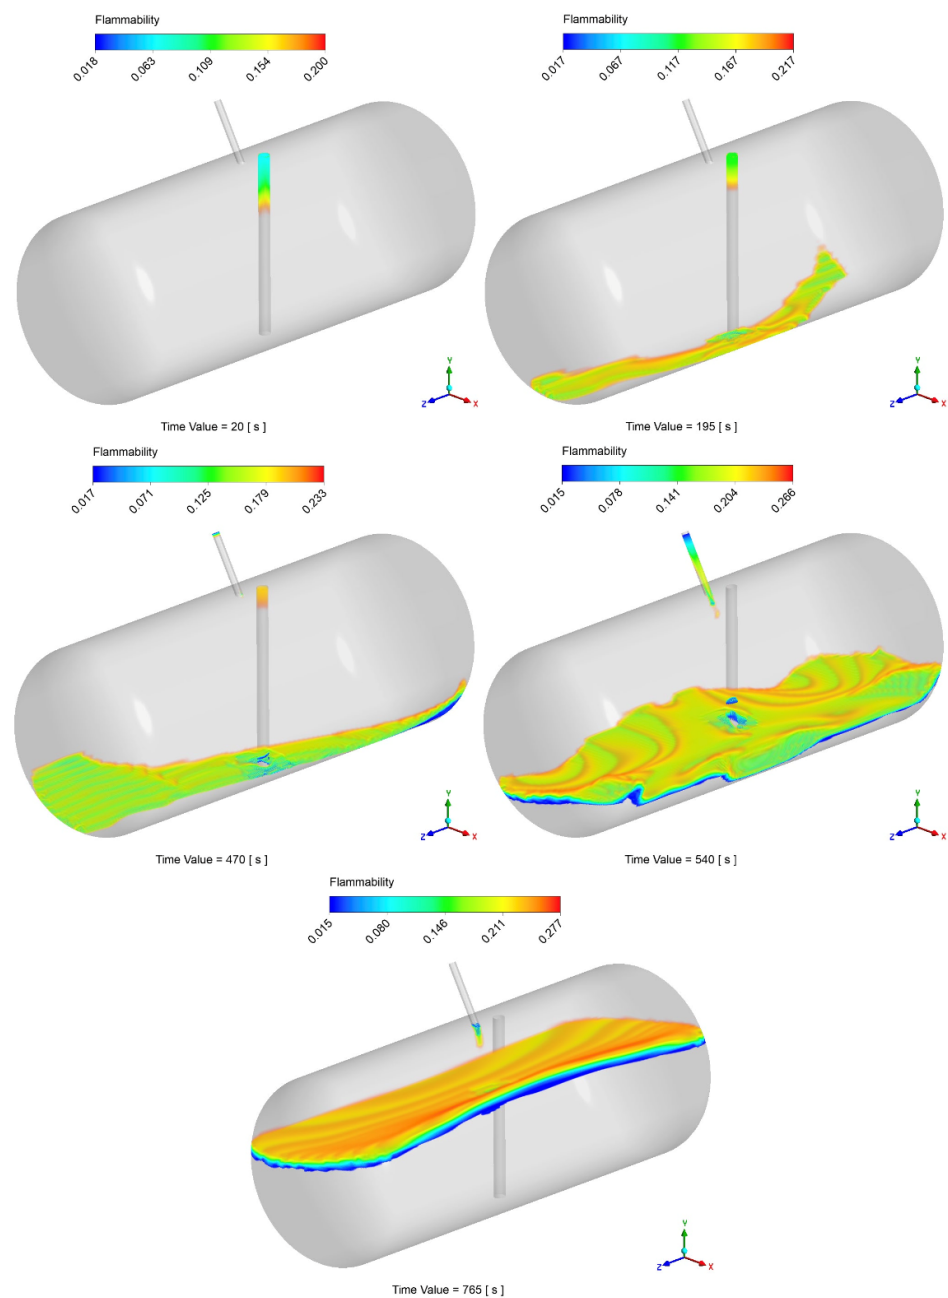 Flammability
0.018 0.063 0.109 0.154 0.200
Y
Z X
Time Value = 20 [ s ]
Flammability
0.017 0.067 0.117 0.167 0.217
Y
Z X
Time Value = 195 [ s ]
Flammability
0.017 0.071 0.125 0.179 0.233
Y
Z X
Time Value = 470 [ s ]
Flammability
0.015 0.078 0.141 0.204 0.266
Y
Z X
Time Value = 540 [ s ]
Flammability
0.015 0.080 0.146 0.211 0.277
Y
Z X
Time Value = 765 [ s ]